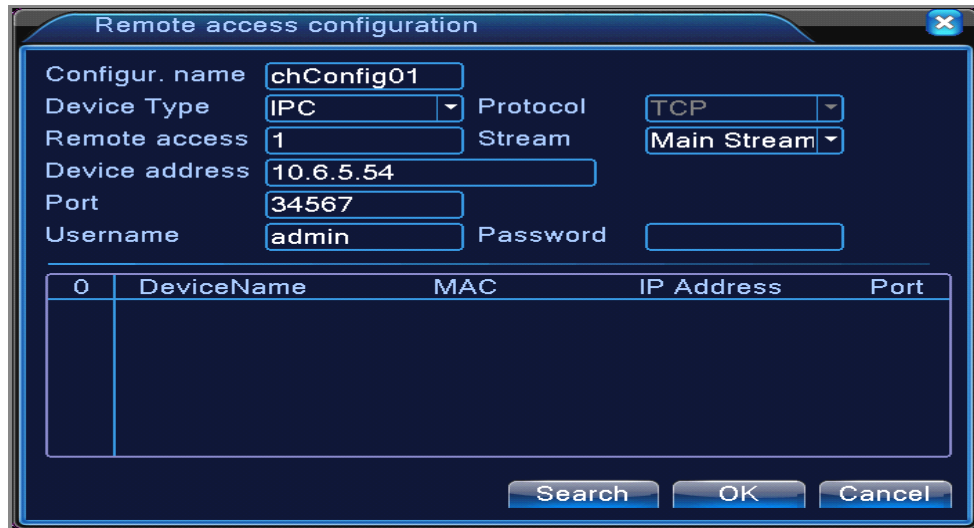 Remote access configuration
Configur. name chConfig01
Device Type IPC Protocol TCP
Remote access 1 Stream Main Stream
Device address 10.6.5.54
Port 34567
Username admin Password
0 DeviceName MAC IP Address Port
Search OK Cancel